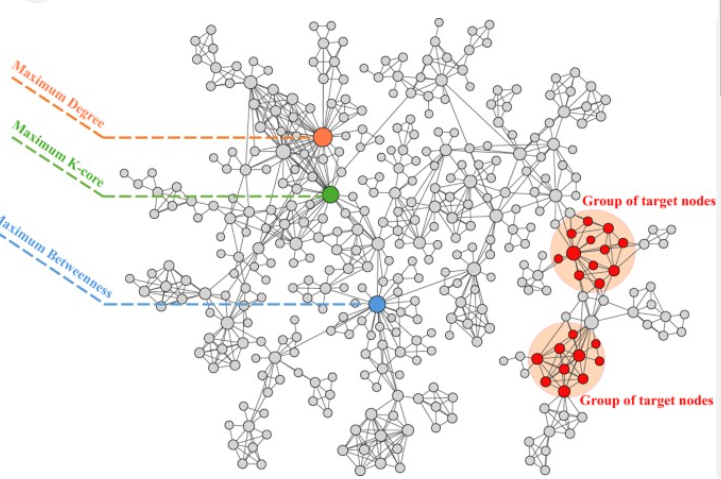 Maximum Degree
Maximum K-core
Maximum Betweenness
Group of target nodes
Group of target nodes